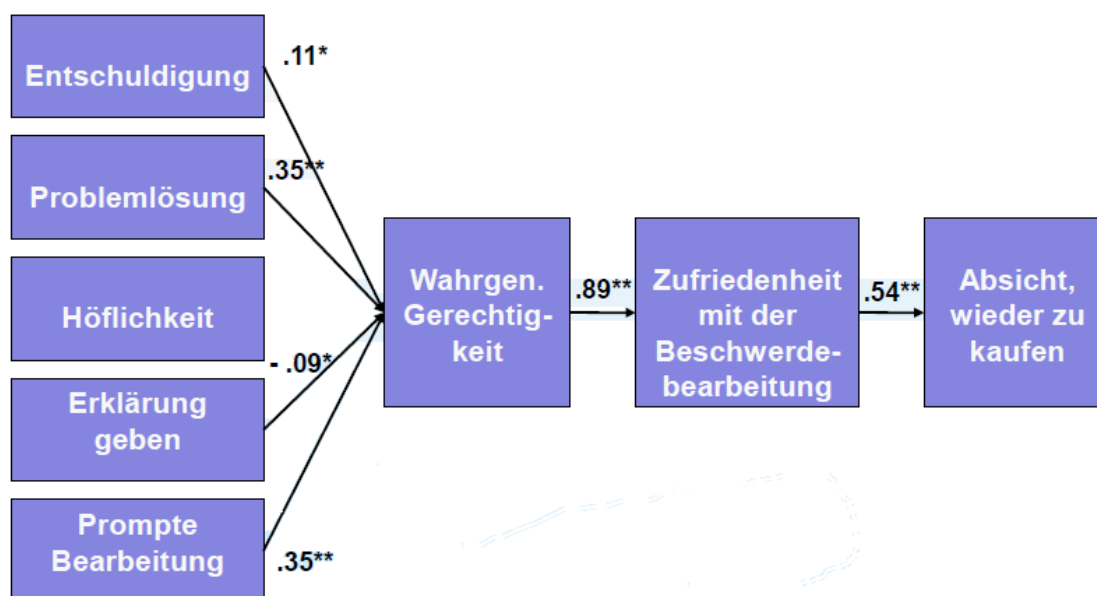 Entschuldigung
.11*
Problemlösung
.35**
Höflichkeit
Erklärung
geben
- .09*
Prompte
Bearbeitung
.35**
Wahrgen.
Gerechtig-
keit
.89**
Zufriedenheit
mit der
Beschwerde-
bearbeitung
.54**
Absicht,
wieder zu
kaufen